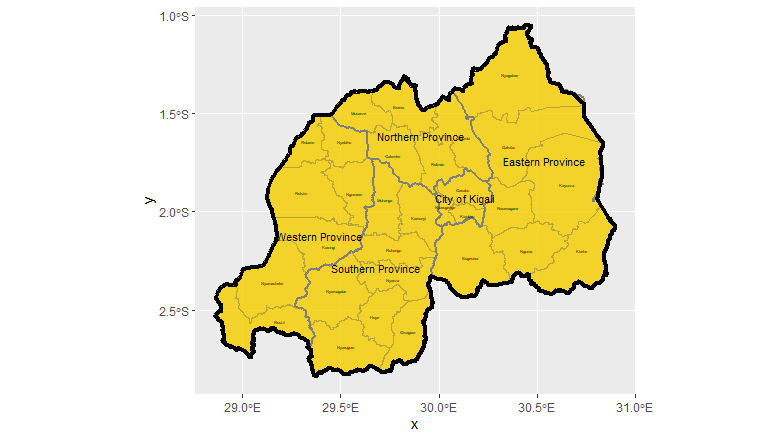 1.0°S
Nyagatare
1.5°S
Musanze
Burera
Northern Province
Rubavu
Nyabihu
Gatsibo
Gakenke
Rulindo
Eastern Province
Kayonza
Rutsiro
Ngororero
Muhanga
Gasabo
City of Kigali
Kamonyi
Nyarugenge
Rwamagana
Kicukiro
2.0°S
y
Western Province
Karongi
Ruhango
Bugesera
Ngoma
Kirehe
Southern Province
Nyamasheke
Nyamagabe
Nyanza
2.5°S
Rusizi
Huye
Gisagara
Nyaruguru
29.0°E
29.5°E
30.0°E
30.5°E
31.0°E
x